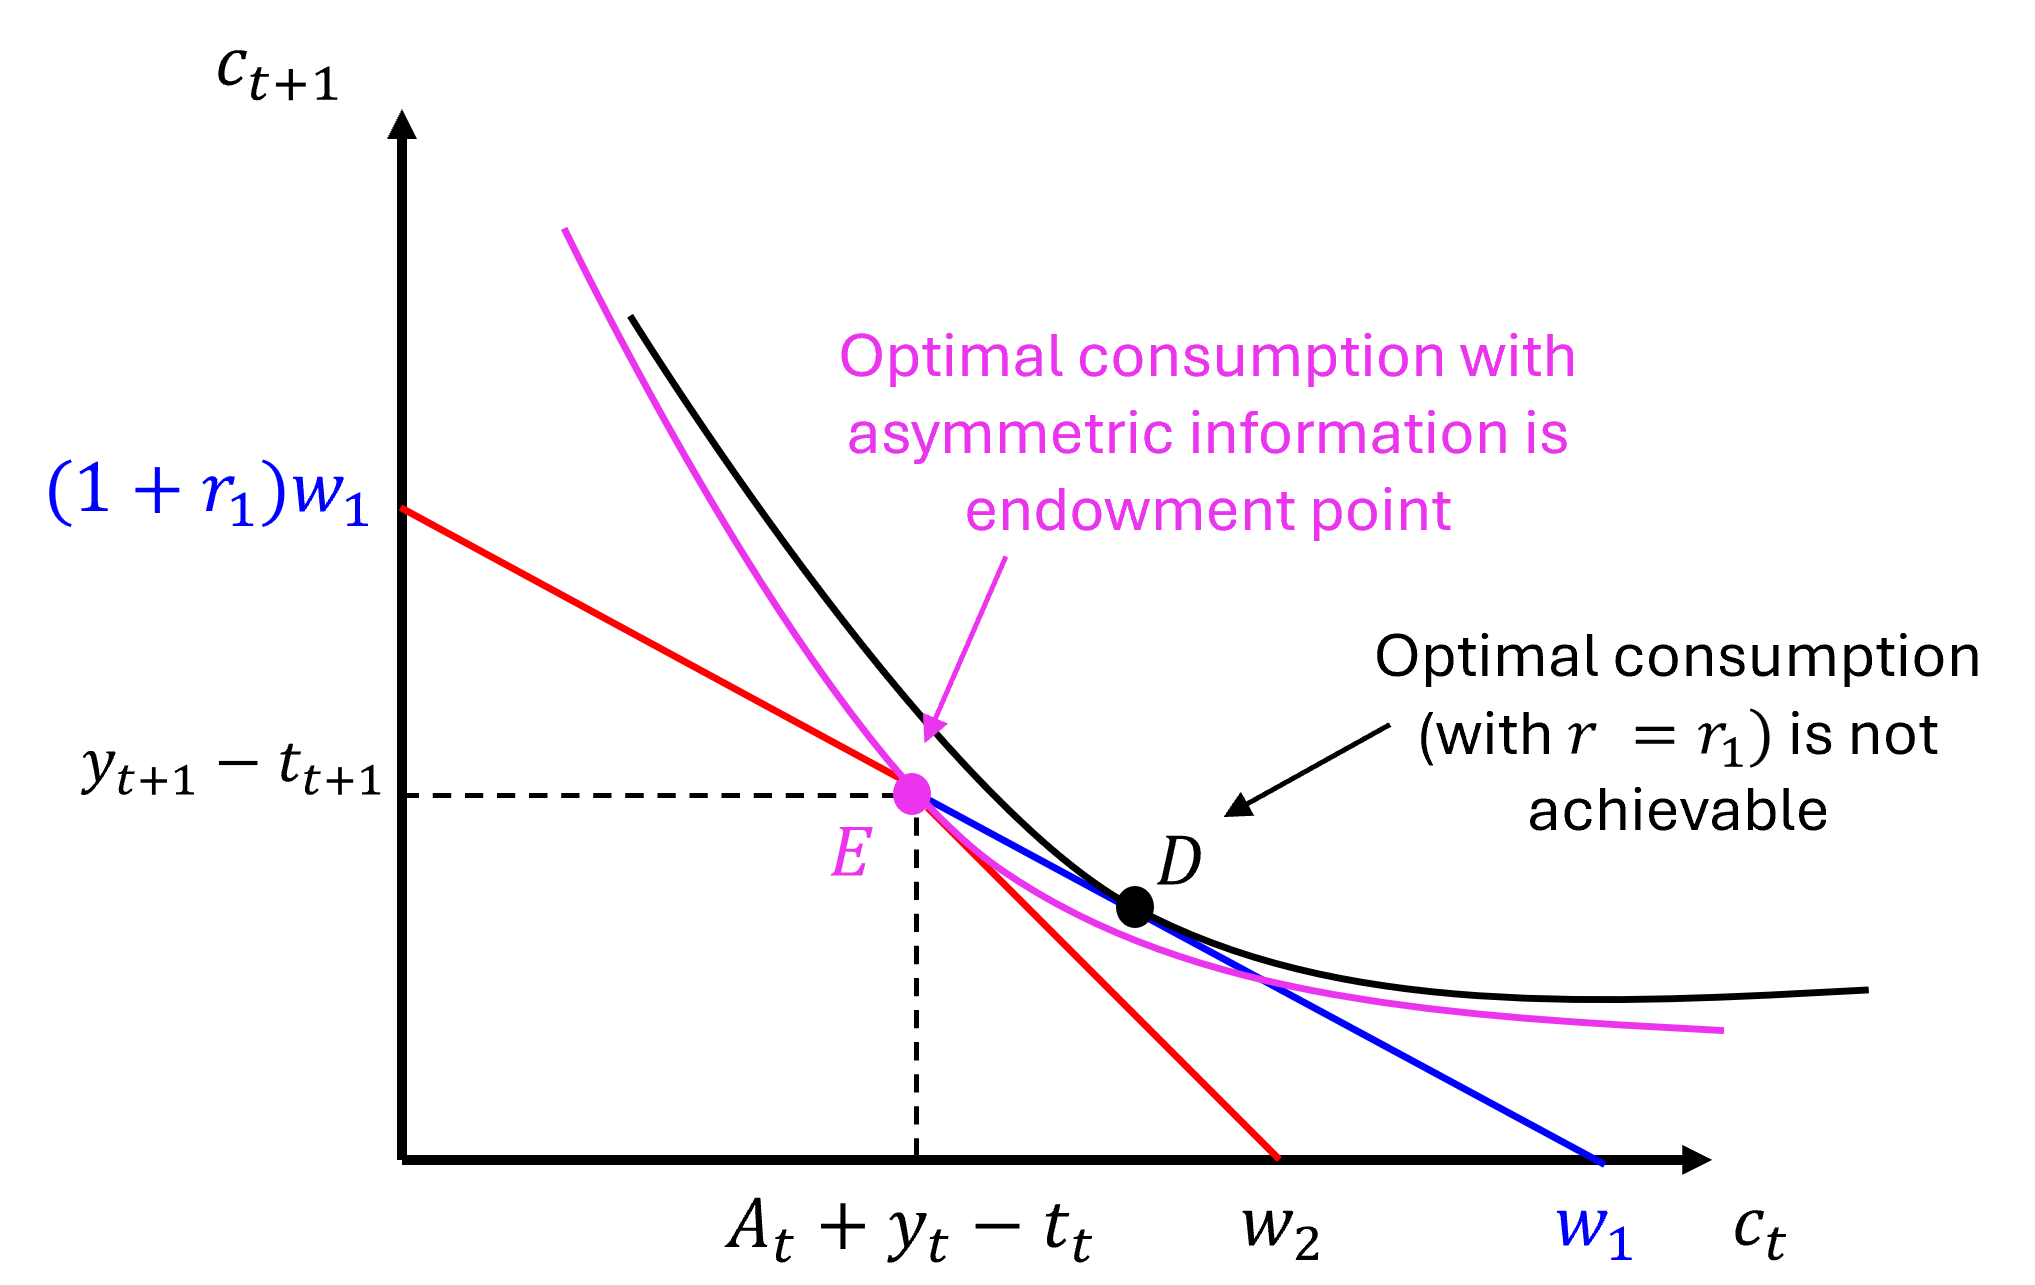 c_{t+1}
Optimal consumption with
asymmetric information is
endowment point
(1 + r_1)w_1
Optimal consumption
(with r = r_1) is not
achievable
y_{t+1} − t_{t+1}
E
D
A_t + y_t − t_t
w_2
w_1
c_t